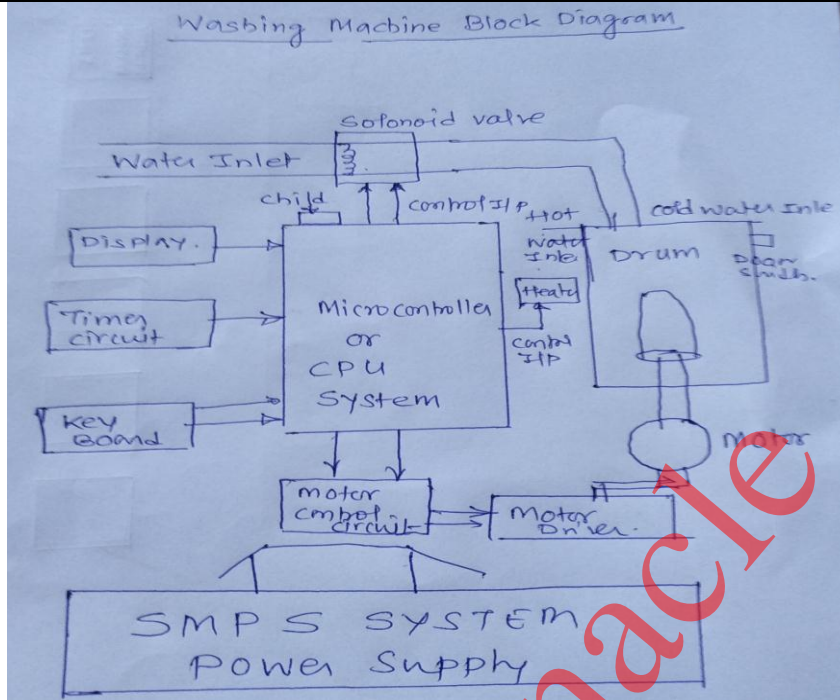 Washing Machine Block Diagram
Solonoid valve
Water Inlet
child
control I/P
Hot
Water
Inle
cold water Inle
Display.
Drum
Door
Switch.
Heater
Microcontroller
or
CPU
System
Timer
circuit
Control
I/P
Key
Board
Motor
motor
control
circuit
Motor
Driver.
SMPS SYSTEM
Power Supply
nacle